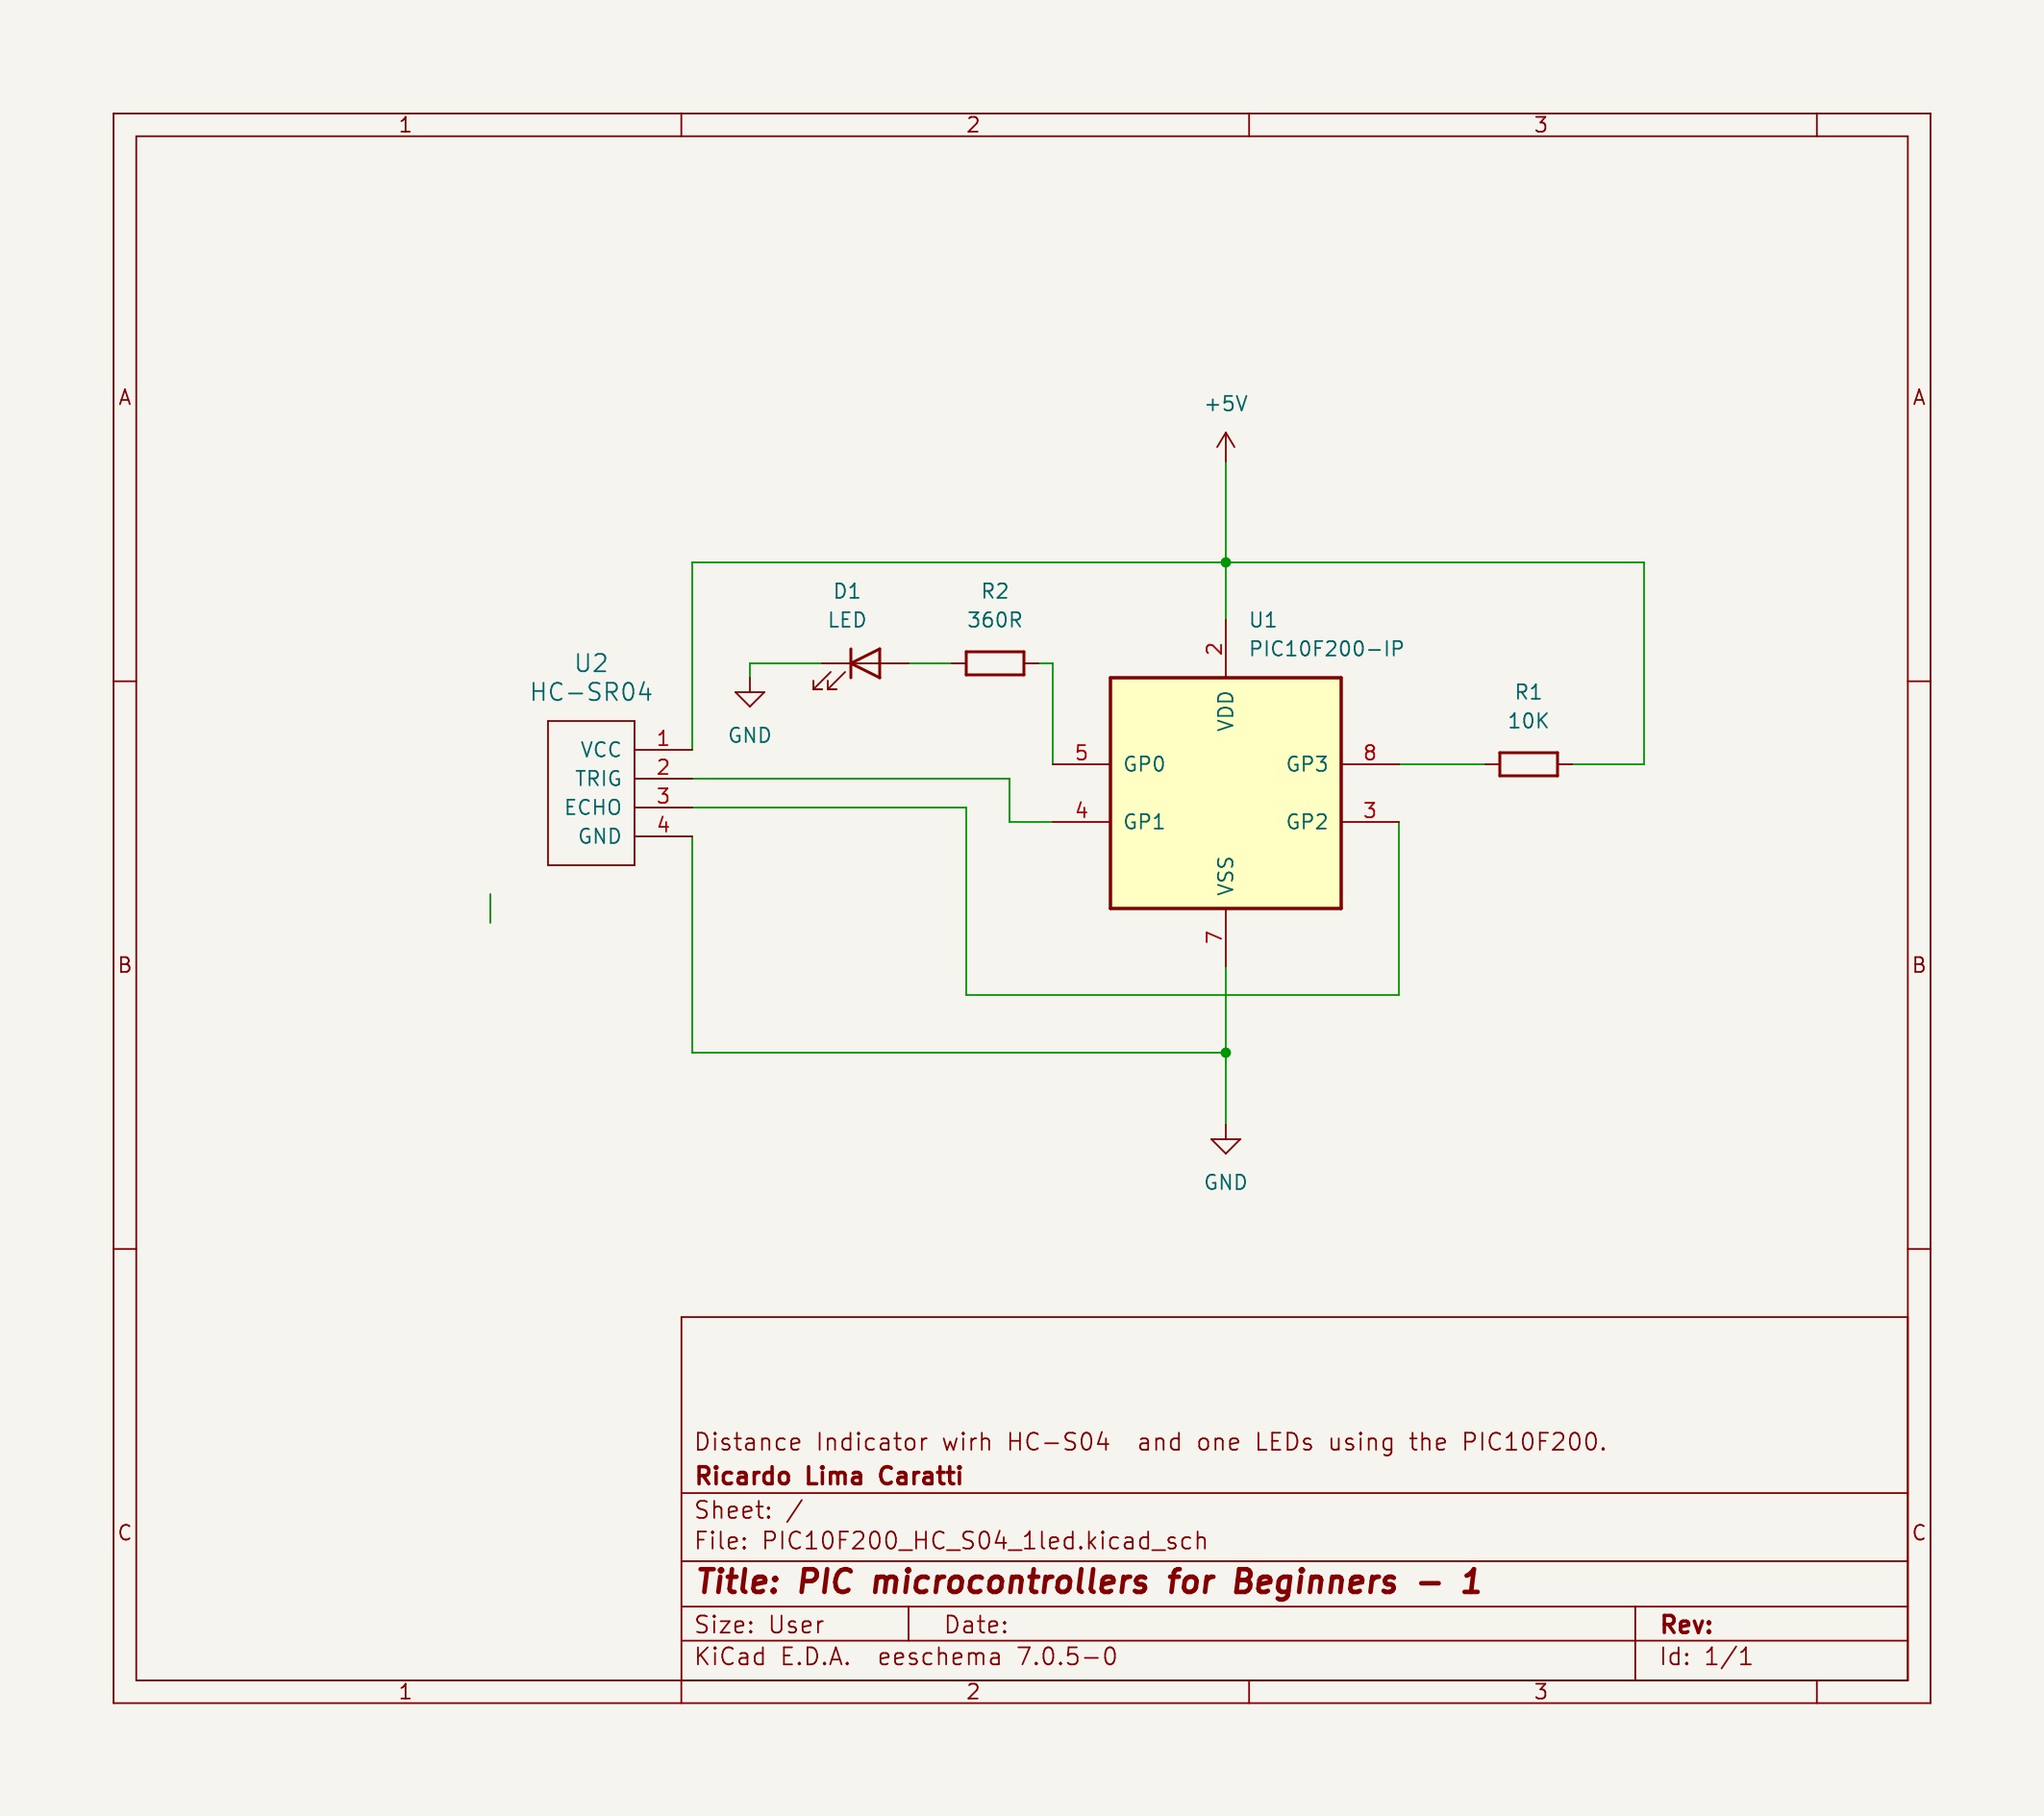 1 2 3
A A
+5V
D1
LED
R2
360R
U1
PIC10F200-IP
2
U2
HC-SR04
GND
VDD
R1
10K
VCC 1
TRIG 2
ECHO 3
GND 4
5 GP0
4 GP1
GP3 8
GP2 3
VSS
7
B B
GND
Distance Indicator wirh HC-S04 and one LEDs using the PIC10F200.
Ricardo Lima Caratti
Sheet: /
File: PIC10F200_HC_S04_1led.kicad_sch
C C
Title: PIC microcontrollers for Beginners - 1
Size: User Date: Rev:
KiCad E.D.A. eeschema 7.0.5-0 Id: 1/1
1 2 3